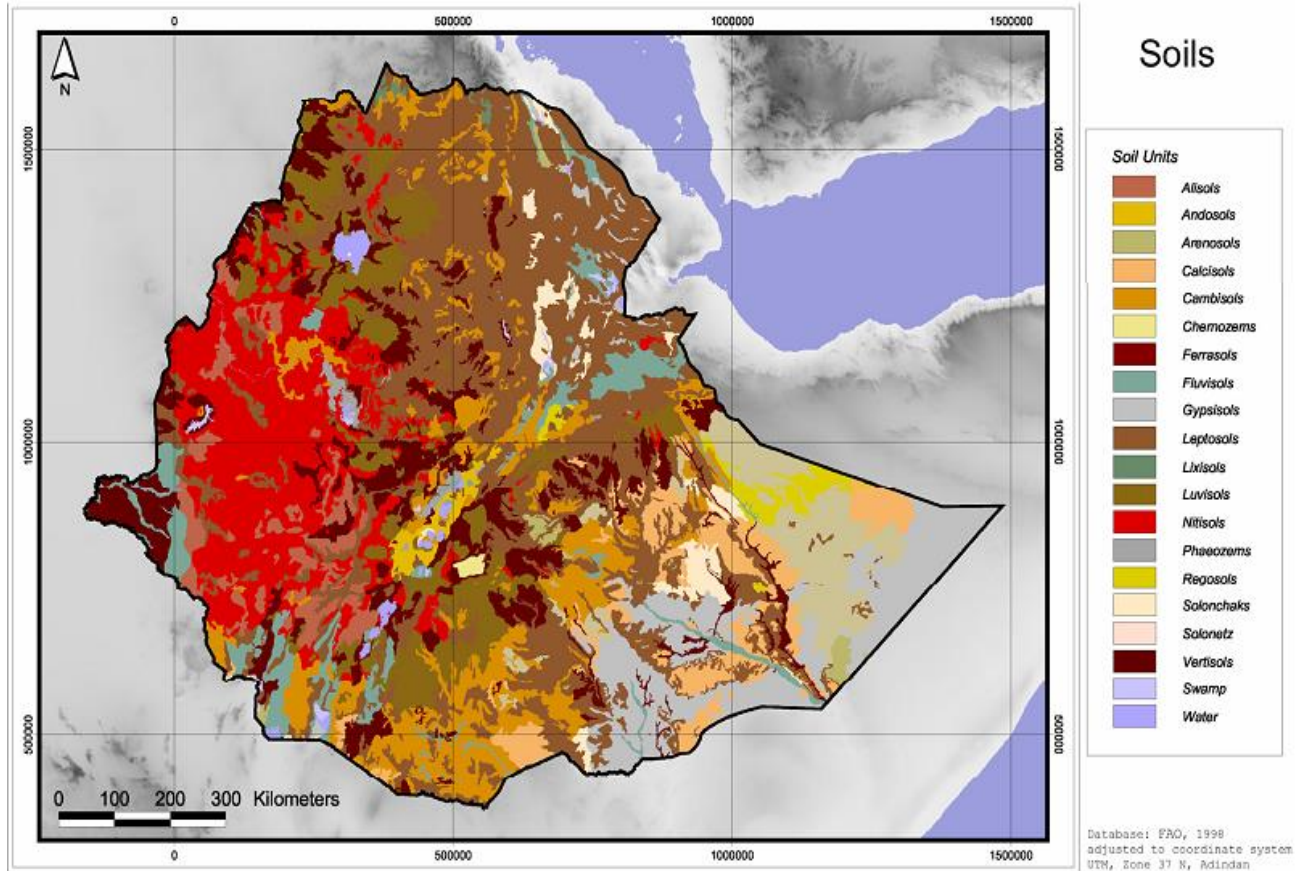 0 500000 1000000 1500000
Soils
N
1500000 1500000
1000000 1000000
500000 500000
0 100 200 300 Kilometers
0 500000 1000000 1500000
Soil Units
Alisols
Andosols
Arenosols
Calcisols
Cambisols
Chernozems
Ferrasols
Fluvisols
Gypsisols
Leptosols
Lixisols
Luvisols
Nitisols
Phaeozems
Regosols
Solonchaks
Solonetz
Vertisols
Swamp
Water
Database: FAO, 1998
adjusted to coordinate system
UTM, Zone 37 N, Adindan